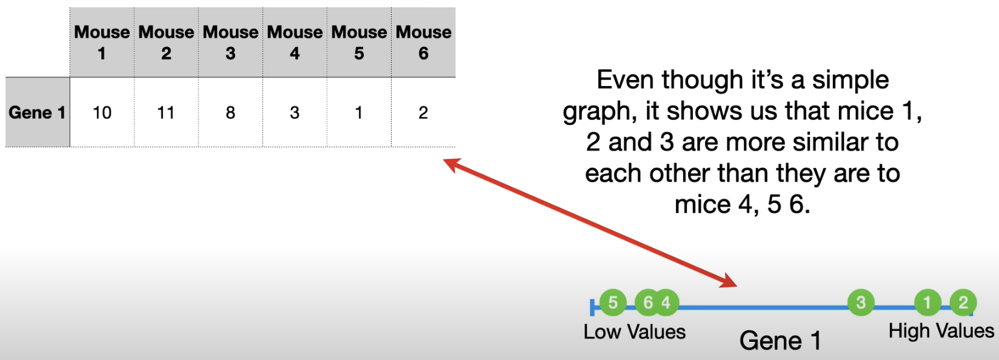 Mouse Mouse Mouse Mouse Mouse Mouse
1 2 3 4 5 6
Gene 1 10 11 8 3 1 2
Even though it’s a simple
graph, it shows us that mice 1,
2 and 3 are more similar to
each other than they are to
mice 4, 5 6.
5 6 4 3 1 2
Low Values High Values
Gene 1